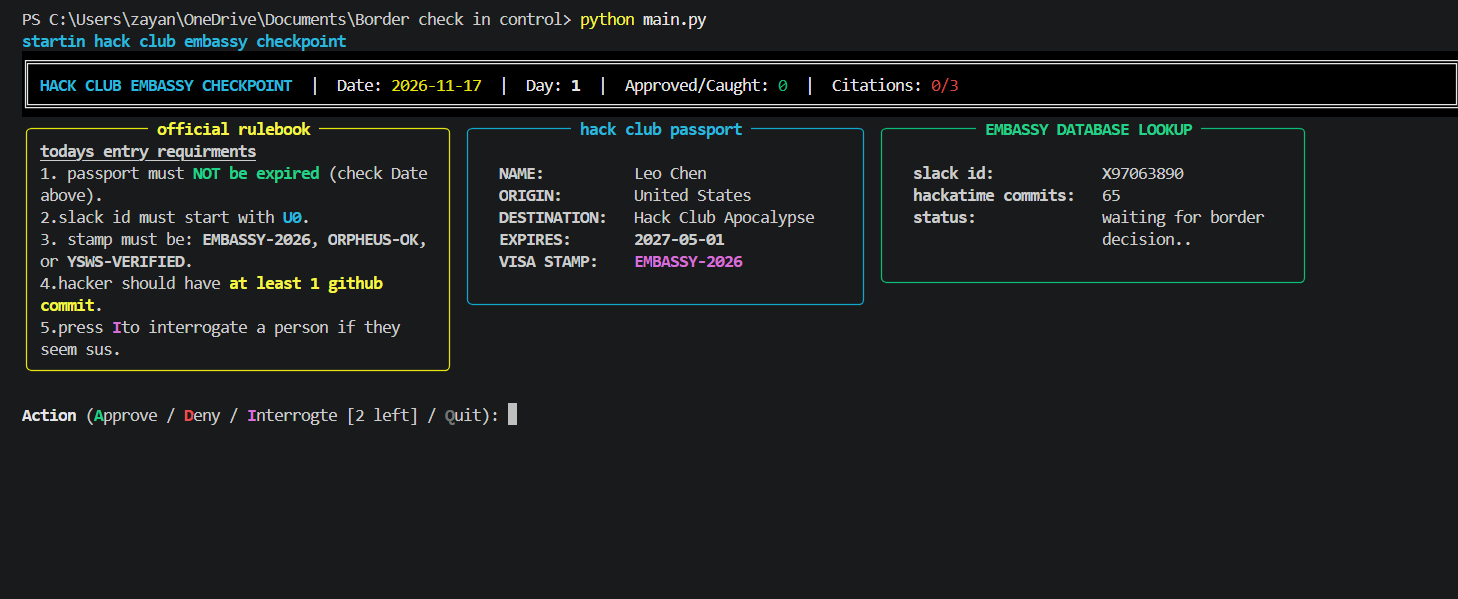 PS C:\Users\zayan\OneDrive\Documents\Border check in control> python main.py
startin hack club embassy checkpoint
HACK CLUB EMBASSY CHECKPOINT | Date: 2026-11-17 | Day: 1 | Approved/Caught: 0 | Citations: 0/3
official rulebook
todays entry requirments
1. passport must NOT be expired (check Date
above).
2.slack id must start with U0.
3. stamp must be: EMBASSY-2026, ORPHEUS-OK,
or YSWS-VERIFIED.
4.hacker should have at least 1 github
commit.
5.press Ito interrogate a person if they
seem sus.
hack club passport
NAME: Leo Chen
ORIGIN: United States
DESTINATION: Hack Club Apocalypse
EXPIRES: 2027-05-01
VISA STAMP: EMBASSY-2026
EMBASSY DATABASE LOOKUP
slack id: X97063890
hackatime commits: 65
status: waiting for border
decision..
Action (Approve / Deny / Interrogte [2 left] / Quit):